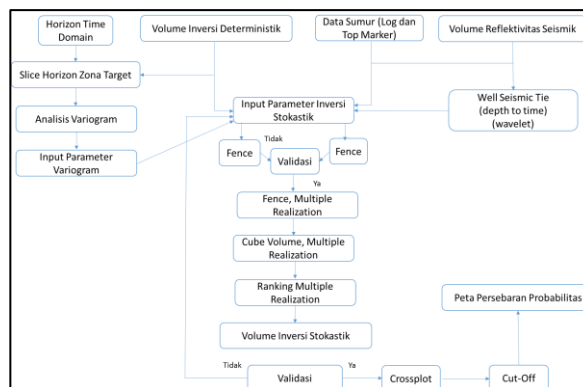 Horizon Time
Domain
Volume Inversi Deterministik
Data Sumur (Log dan
Top Marker)
Volume Reflektivitas Seismik
Slice Horizon Zona Target
Analisis Variogram
Input Parameter Inversi
Stokastik
Well Seismic Tie
(depth to time)
(wavelet)
Input Parameter
Variogram
Tidak
Fence
Fence
Validasi
Ya
Fence, Multiple
Realization
Cube Volume, Multiple
Realization
Ranking Multiple
Realization
Peta Persebaran Probabilitas
Volume Inversi Stokastik
Tidak
Ya
Validasi
Crossplot
Cut-Off